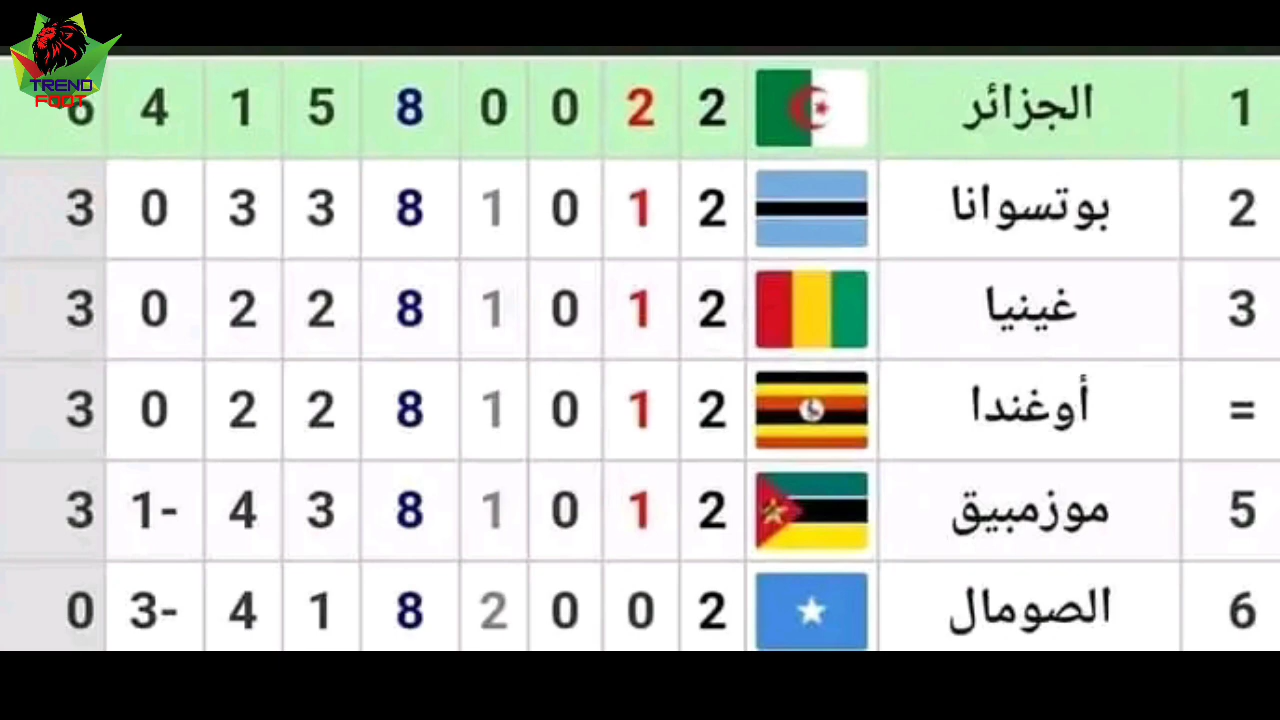 TREND
FOOT
1 الجزائر 2 2 0 0 8 5 1 4 6
2 بوتسوانا 2 1 0 1 8 3 3 0 3
3 غينيا 2 1 0 1 8 2 2 0 3
= أوغندا 2 1 0 1 8 2 2 0 3
5 موزمبيق 2 1 0 1 8 3 4 1- 3
6 الصومال 2 0 0 2 8 1 4 3- 0